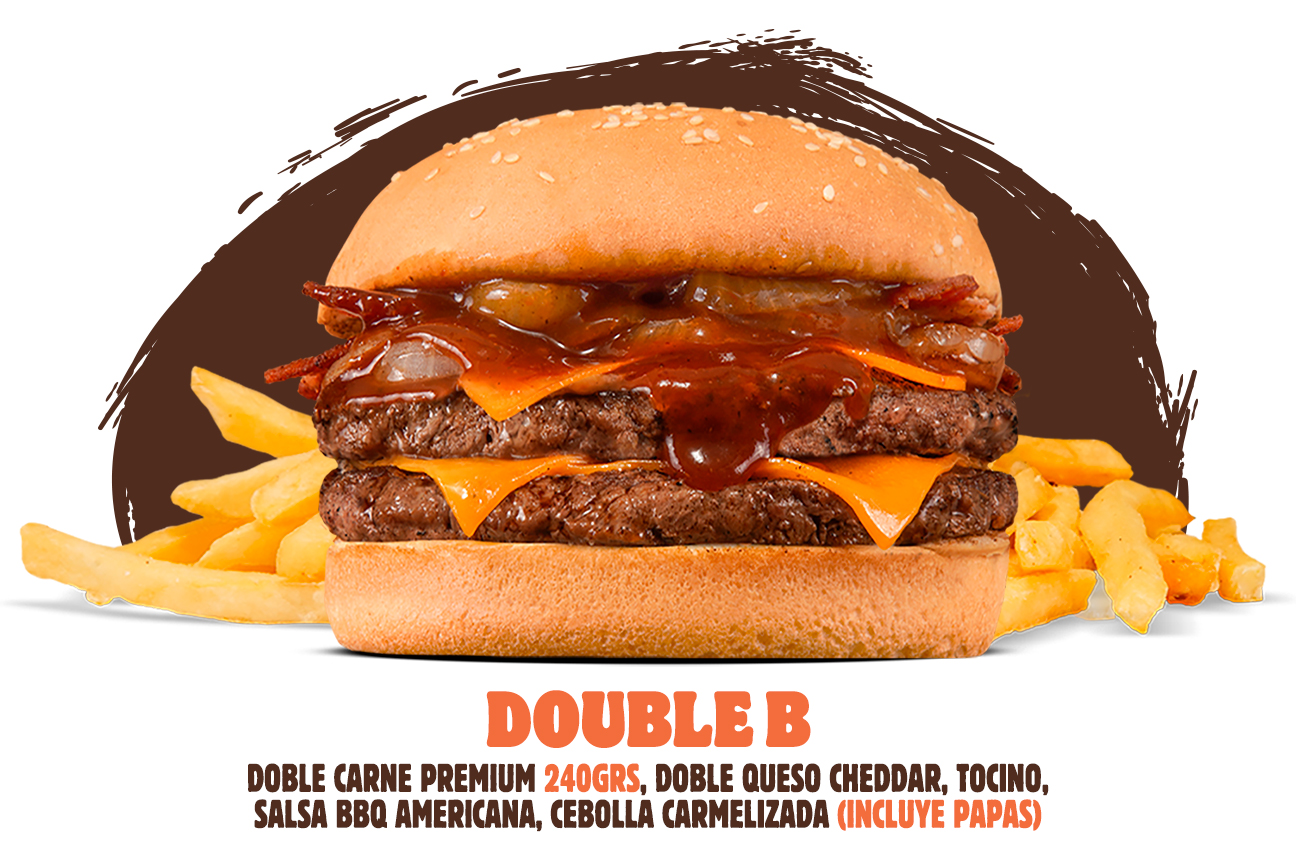 DOUBLE B
DOBLE CARNE PREMIUM 240GRS, DOBLE QUESO CHEDDAR, TOCINO,
SALSA BBQ AMERICANA, CEBOLLA CARMELIZADA (INCLUYE PAPAS)